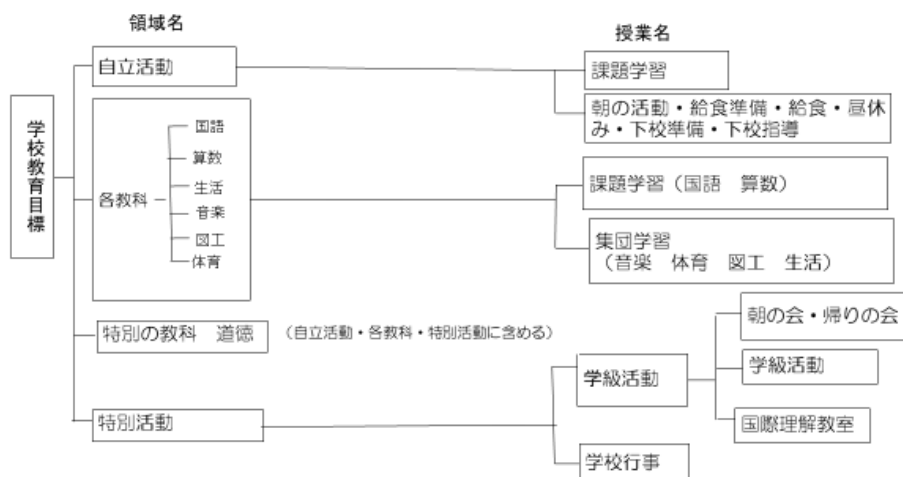 領域名
授業名
学校教育目標
自立活動
課題学習
朝の活動・給食準備・給食・昼休
み・下校準備・下校指導
各教科
国語
算数
生活
音楽
図工
体育
課題学習（国語　算数）
集団学習
（音楽　体育　図工　生活）
特別の教科　道徳
（自立活動・各教科・特別活動に含める）
特別活動
学級活動
朝の会・帰りの会
学級活動
国際理解教室
学校行事